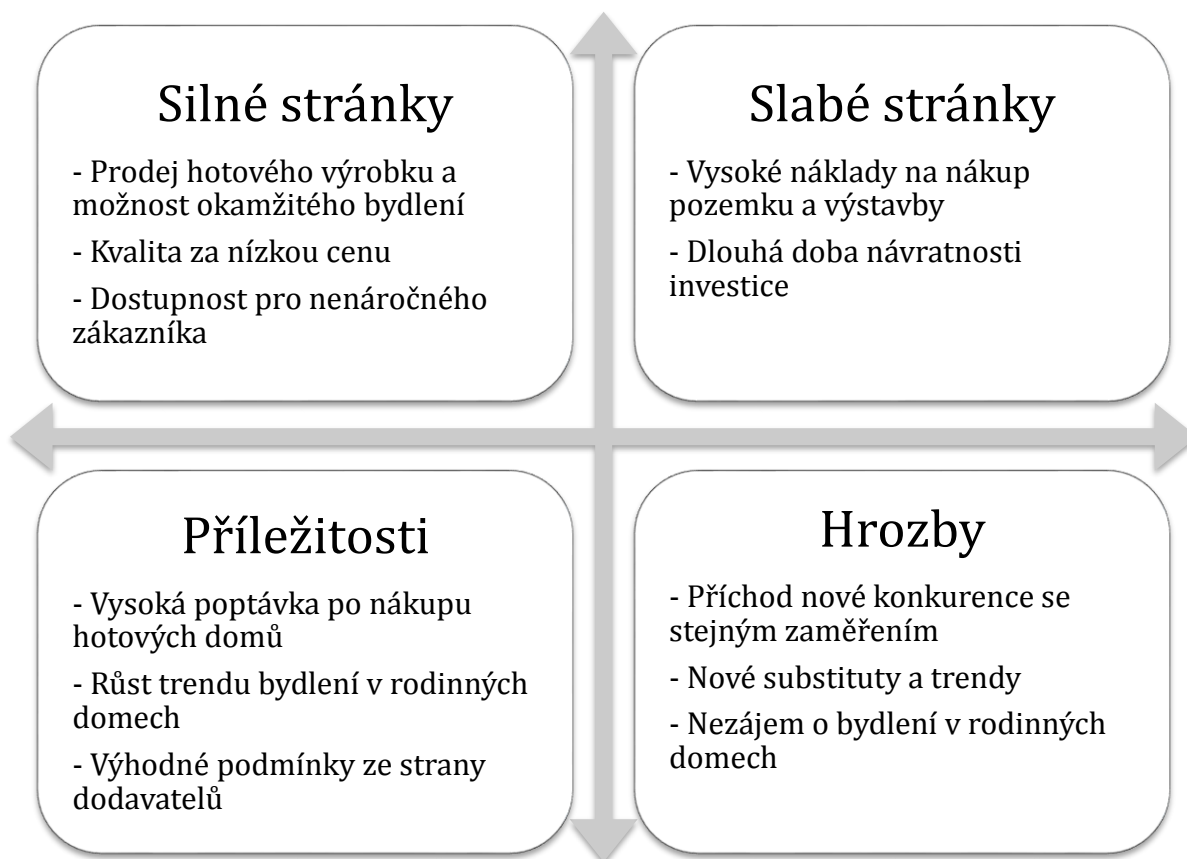 Silné stránky
- Prodej hotového výrobku a
možnost okamžitého bydlení
- Kvalita za nízkou cenu
- Dostupnost pro nenáročného
zákazníka
Slabé stránky
- Vysoké náklady na nákup
pozemku a výstavby
- Dlouhá doba návratnosti
investice
Příležitosti
- Vysoká poptávka po nákupu
hotových domů
- Růst trendu bydlení v rodinných
domech
- Výhodné podmínky ze strany
dodavatelů
Hrozby
- Příchod nové konkurence se
stejným zaměřením
- Nové substituty a trendy
- Nezájem o bydlení v rodinných
domech